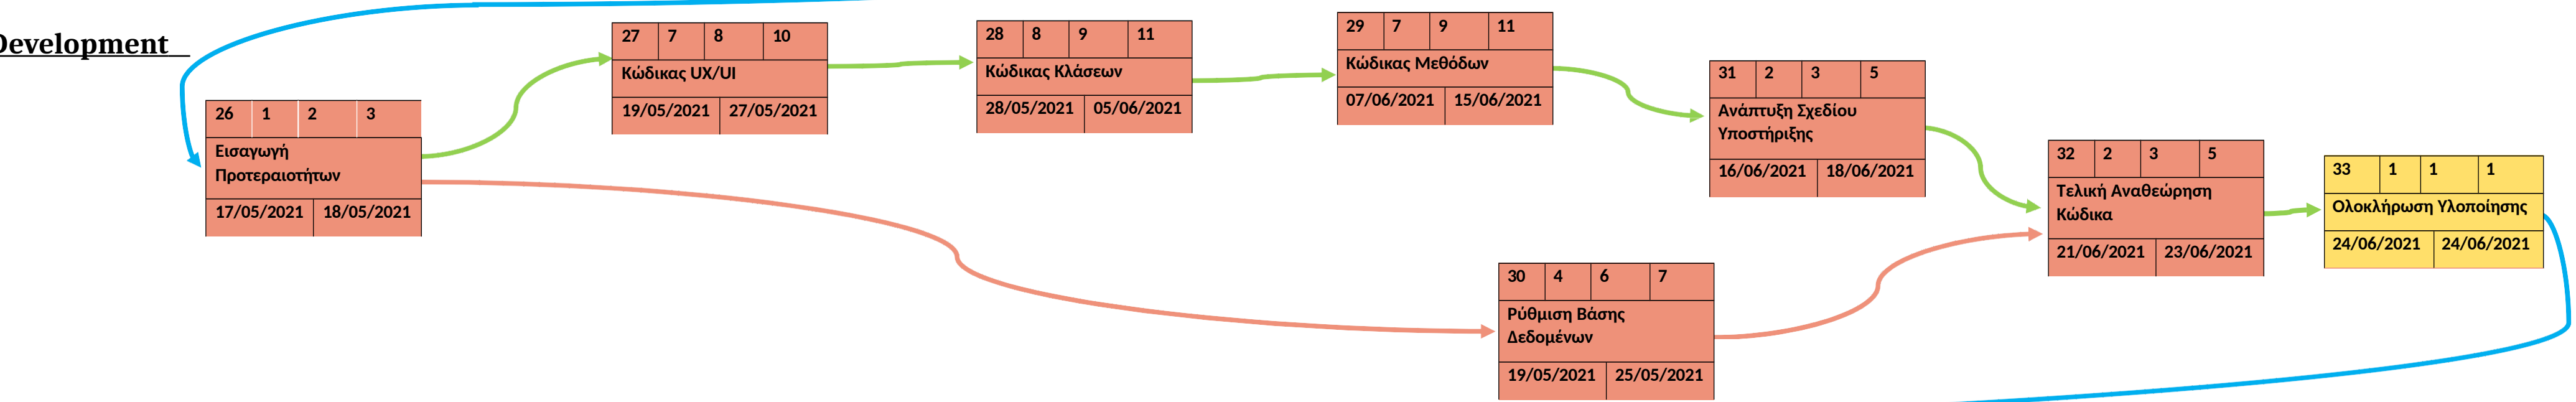 Development
26 1 2 3
Εισαγωγή
Προτεραιοτήτων
17/05/2021 18/05/2021
27 7 8 10
Κώδικας UX/UI
19/05/2021 27/05/2021
28 8 9 11
Κώδικας Κλάσεων
28/05/2021 05/06/2021
29 7 9 11
Κώδικας Μεθόδων
07/06/2021 15/06/2021
30 4 6 7
Ρύθμιση Βάσης
Δεδομένων
19/05/2021 25/05/2021
31 2 3 5
Ανάπτυξη Σχεδίου
Υποστήριξης
16/06/2021 18/06/2021
32 2 3 5
Τελική Αναθεώρηση
Κώδικα
21/06/2021 23/06/2021
33 1 1 1
Ολοκλήρωση Υλοποίησης
24/06/2021 24/06/2021